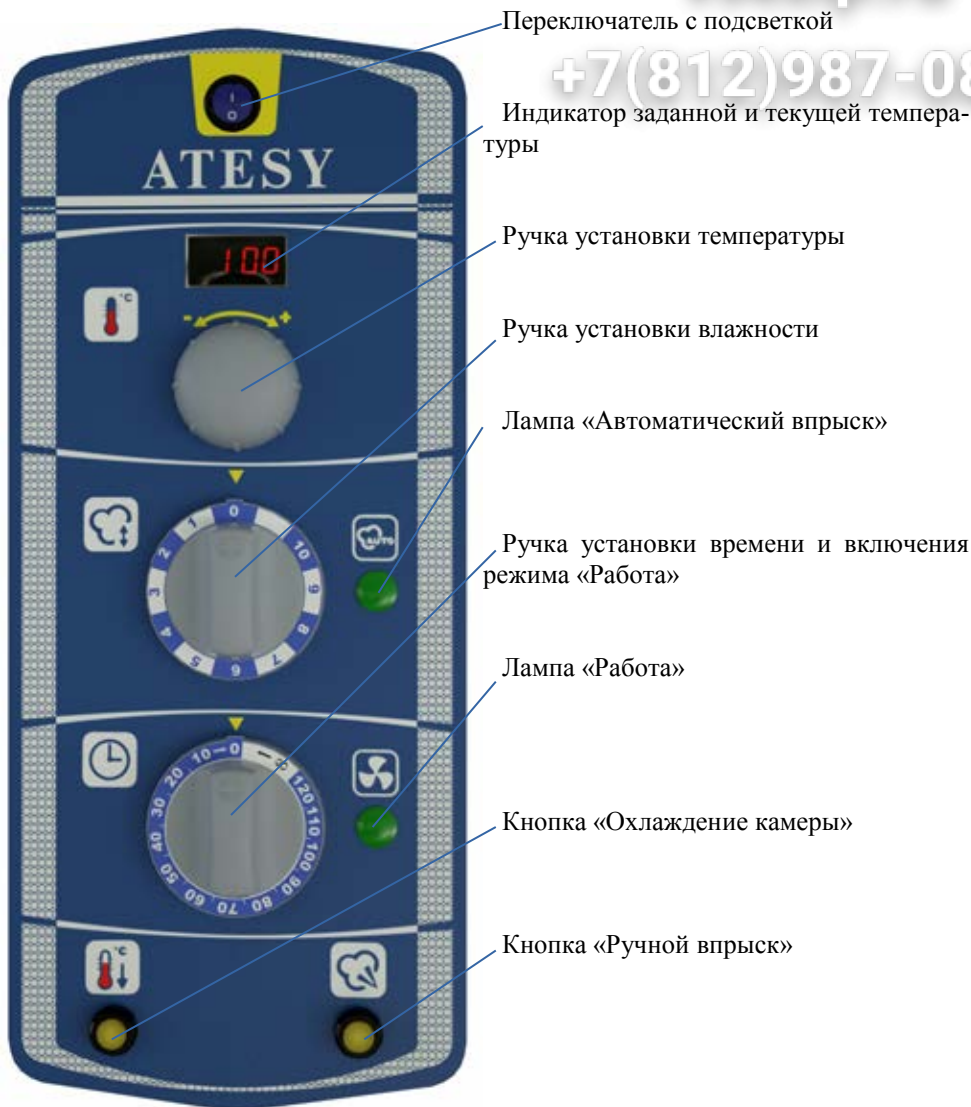 Переключатель с подсветкой
+7(812)987-08
Индикатор заданной и текущей темпера-
туры
I
O
ATESY
100
°C
- +
Ручка установки температуры
Ручка установки влажности
Лампа «Автоматический впрыск»
0 1 2 3 4 5 6 7 8 9 10
AUTO
Ручка установки времени и включения
режима «Работа»
Лампа «Работа»
0 10 20 30 40 50 60 70 80 90 100 110 120 ∞
Кнопка «Охлаждение камеры»
Кнопка «Ручной впрыск»
°C